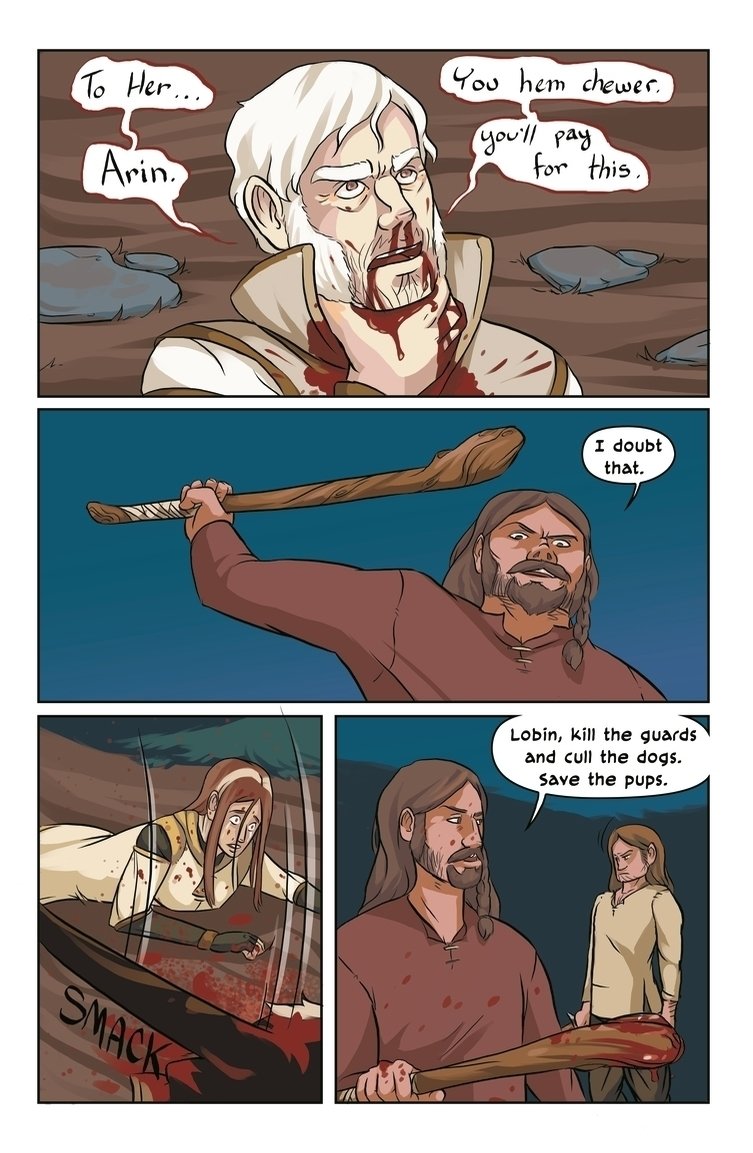 To Her...
Arin.
You hem chewer.
you'll pay
for this.
I doubt
that.
SMACK
Lobin, kill the guards
and cull the dogs.
Save the pups.